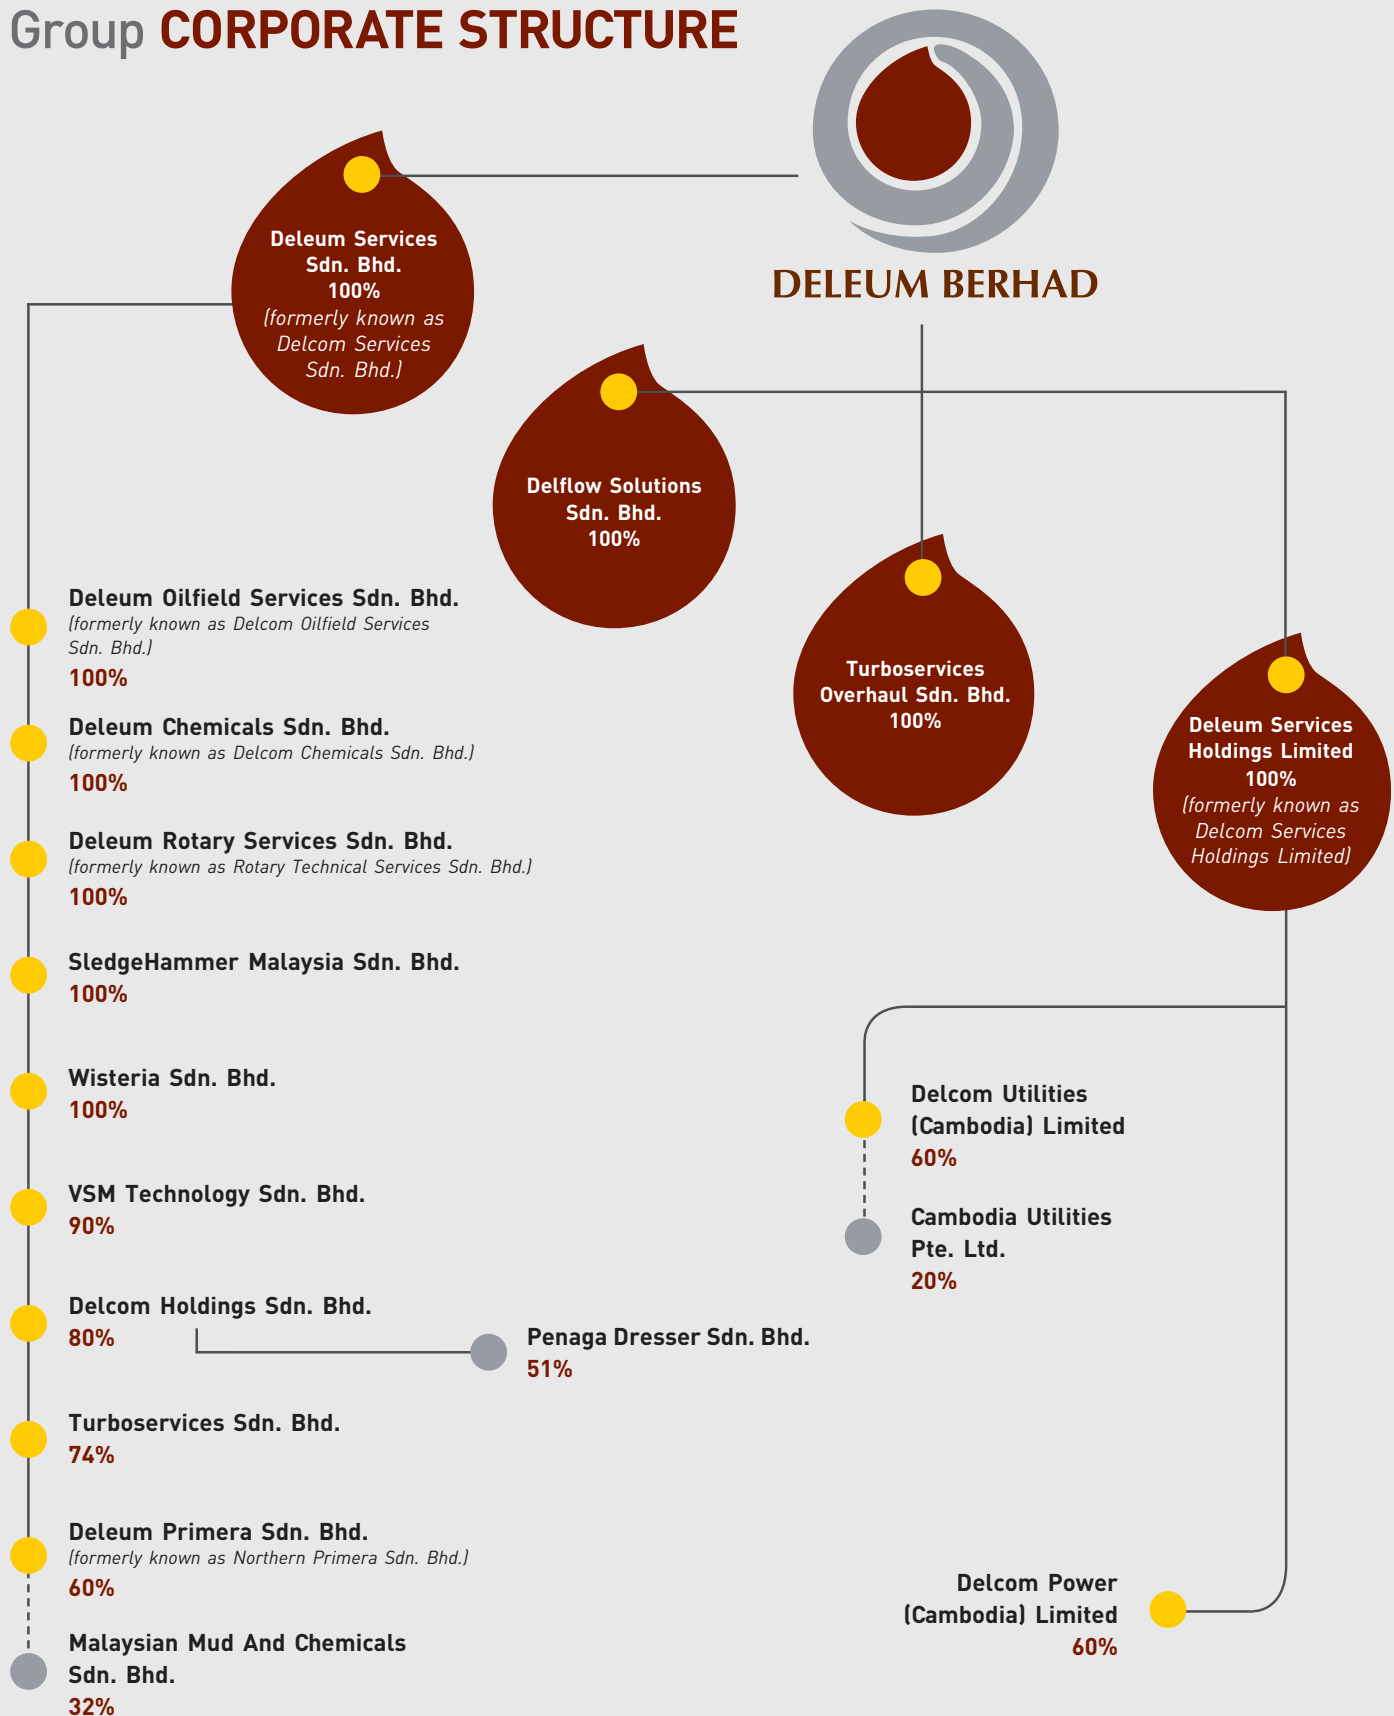 Group CORPORATE STRUCTURE
DELEUM BERHAD
Deleum Services
Sdn. Bhd.
100%
(formerly known as
Delcom Services
Sdn. Bhd.)
Delflow Solutions
Sdn. Bhd.
100%
Turboservices
Overhaul Sdn. Bhd.
100%
Deleum Services
Holdings Limited
100%
(formerly known as
Delcom Services
Holdings Limited)
Deleum Oilfield Services Sdn. Bhd.
(formerly known as Delcom Oilfield Services
Sdn. Bhd.)
100%
Deleum Chemicals Sdn. Bhd.
(formerly known as Delcom Chemicals Sdn. Bhd.)
100%
Deleum Rotary Services Sdn. Bhd.
(formerly known as Rotary Technical Services Sdn. Bhd.)
100%
SledgeHammer Malaysia Sdn. Bhd.
100%
Wisteria Sdn. Bhd.
100%
VSM Technology Sdn. Bhd.
90%
Delcom Holdings Sdn. Bhd.
80%
Penaga Dresser Sdn. Bhd.
51%
Turboservices Sdn. Bhd.
74%
Deleum Primera Sdn. Bhd.
(formerly known as Northern Primera Sdn. Bhd.)
60%
Malaysian Mud And Chemicals
Sdn. Bhd.
32%
Delcom Utilities
(Cambodia) Limited
60%
Cambodia Utilities
Pte. Ltd.
20%
Delcom Power
(Cambodia) Limited
60%